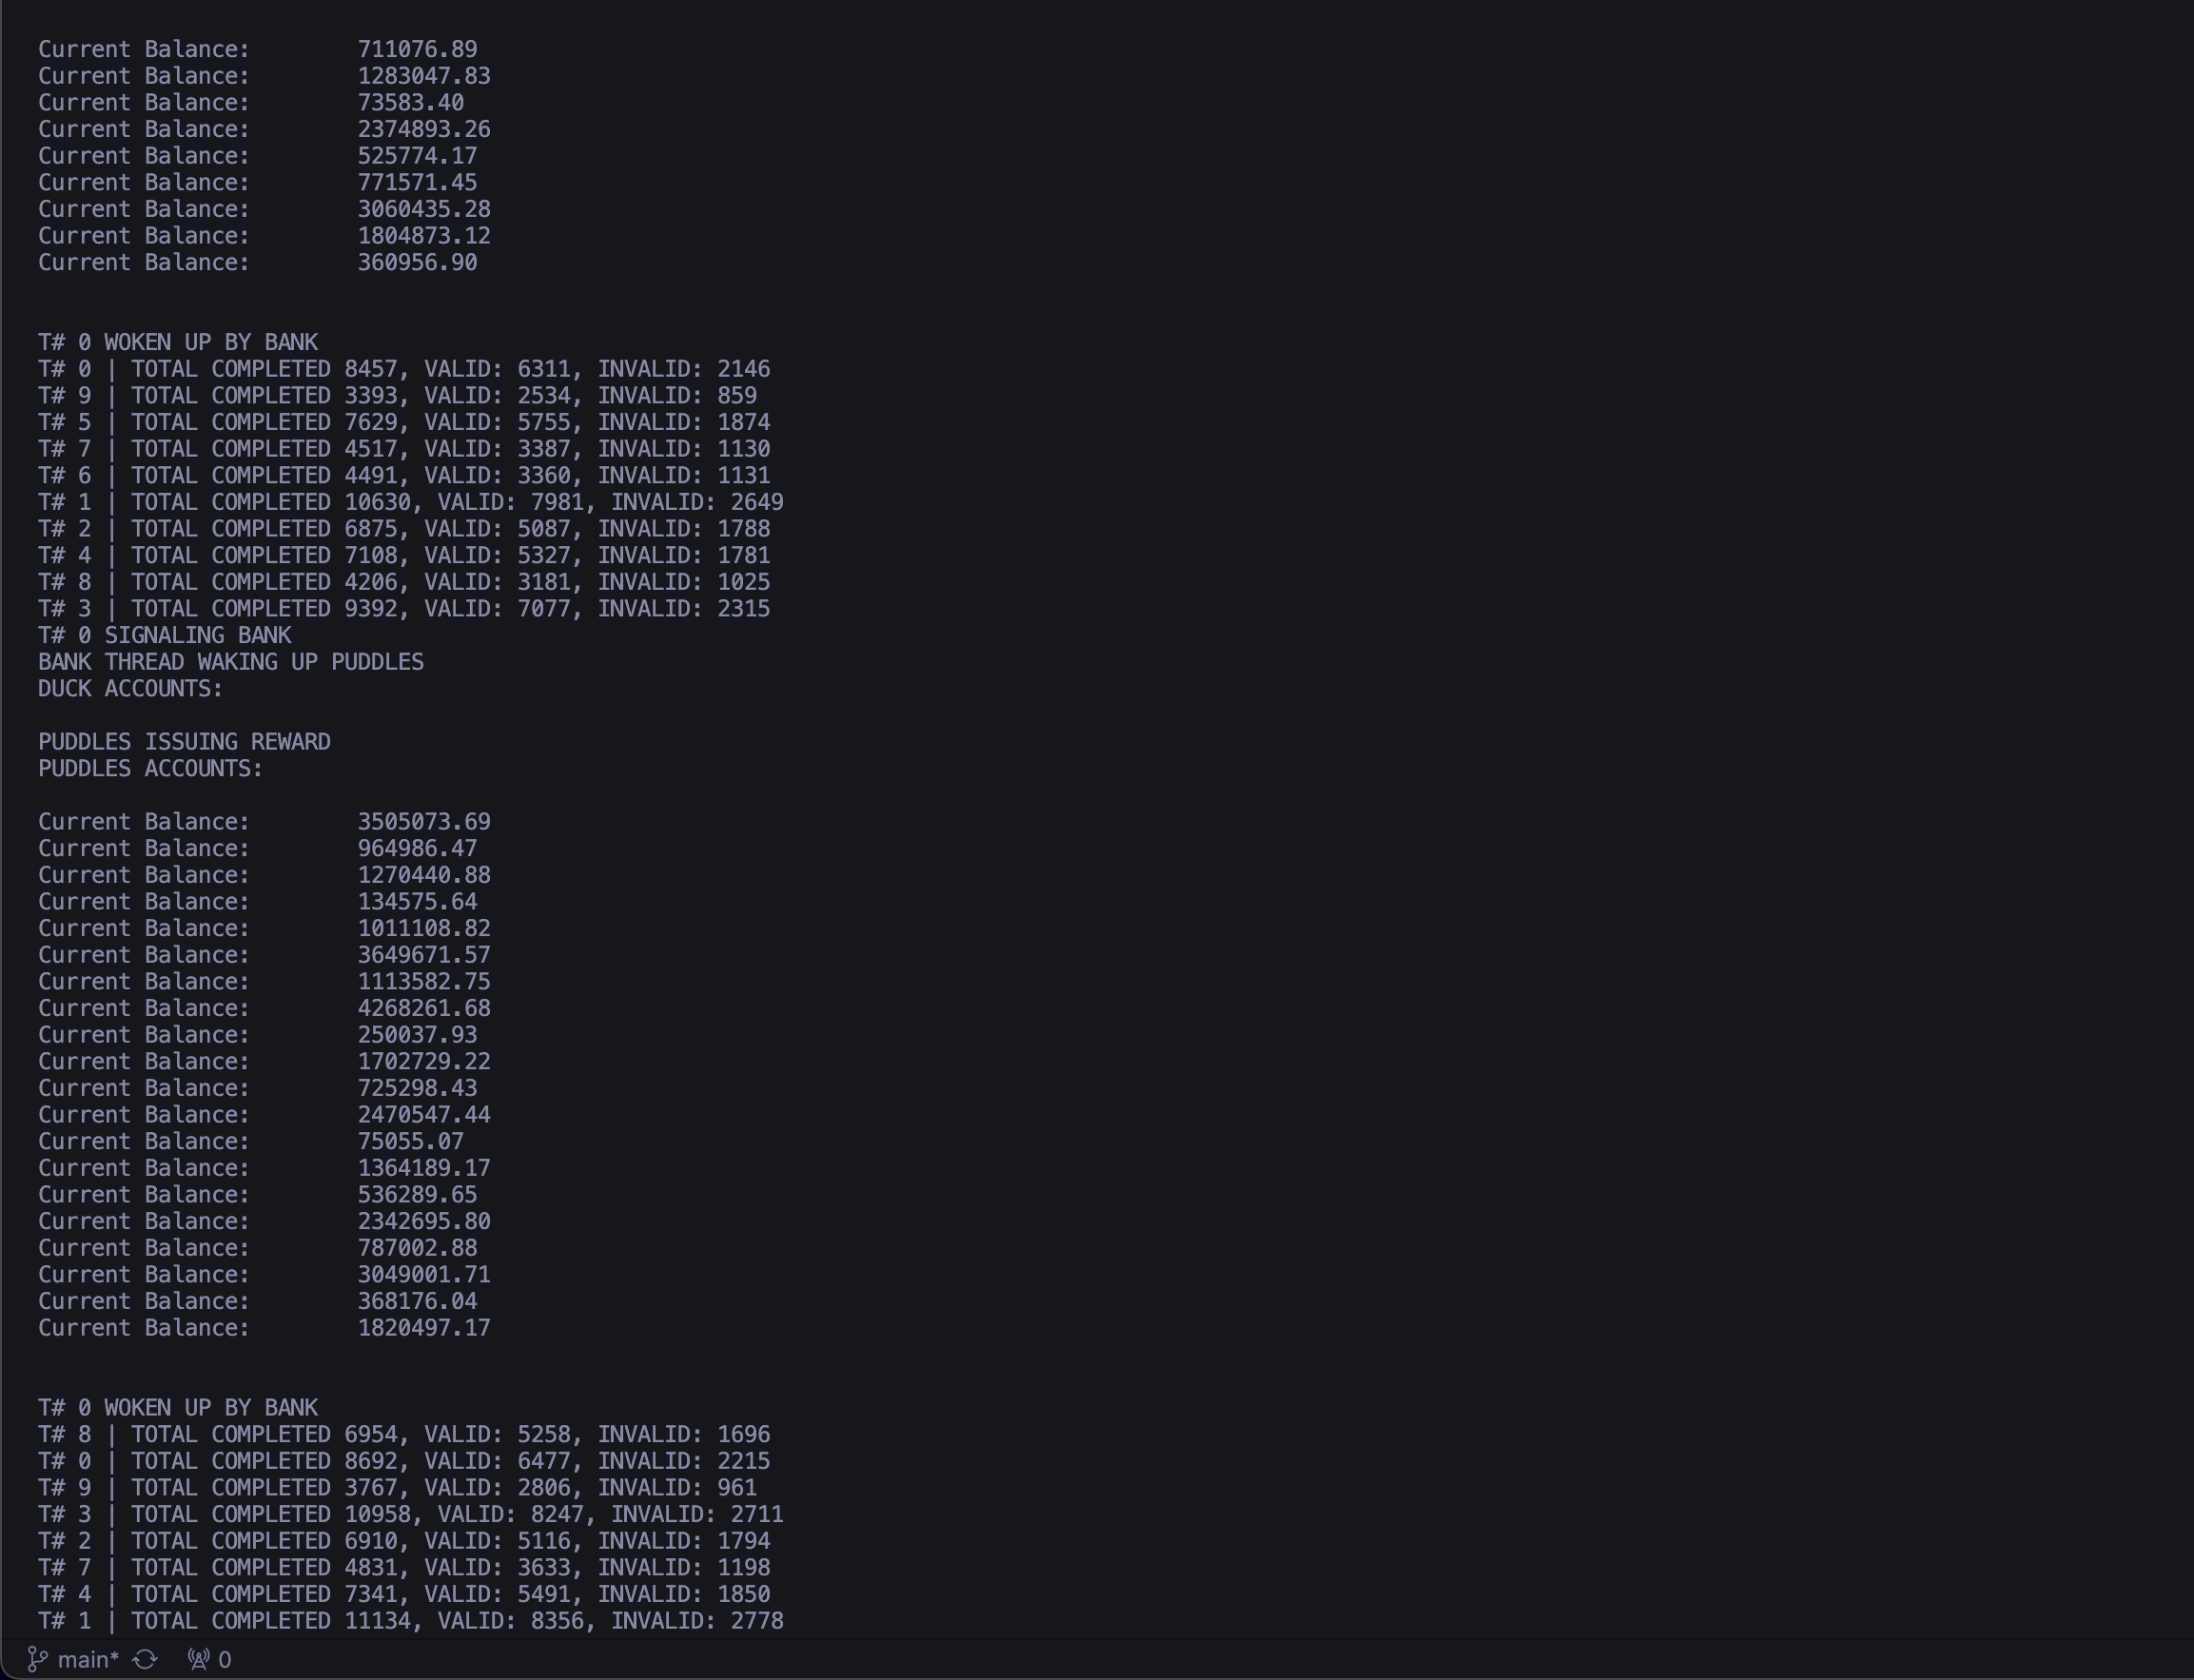 Current Balance: 711076.89
Current Balance: 1283047.83
Current Balance: 73583.40
Current Balance: 2374893.26
Current Balance: 525774.17
Current Balance: 771571.45
Current Balance: 3060435.28
Current Balance: 1804873.12
Current Balance: 360956.90
T# 0 WOKEN UP BY BANK
T# 0 | TOTAL COMPLETED 8457, VALID: 6311, INVALID: 2146
T# 9 | TOTAL COMPLETED 3393, VALID: 2534, INVALID: 859
T# 5 | TOTAL COMPLETED 7629, VALID: 5755, INVALID: 1874
T# 7 | TOTAL COMPLETED 4517, VALID: 3387, INVALID: 1130
T# 6 | TOTAL COMPLETED 4491, VALID: 3360, INVALID: 1131
T# 1 | TOTAL COMPLETED 10630, VALID: 7981, INVALID: 2649
T# 2 | TOTAL COMPLETED 6875, VALID: 5087, INVALID: 1788
T# 4 | TOTAL COMPLETED 7108, VALID: 5327, INVALID: 1781
T# 8 | TOTAL COMPLETED 4206, VALID: 3181, INVALID: 1025
T# 3 | TOTAL COMPLETED 9392, VALID: 7077, INVALID: 2315
T# 0 SIGNALING BANK
BANK THREAD WAKING UP PUDDLES
DUCK ACCOUNTS:
PUDDLES ISSUING REWARD
PUDDLES ACCOUNTS:
Current Balance: 3505073.69
Current Balance: 964986.47
Current Balance: 1270440.88
Current Balance: 134575.64
Current Balance: 1011108.82
Current Balance: 3649671.57
Current Balance: 1113582.75
Current Balance: 4268261.68
Current Balance: 250037.93
Current Balance: 1702729.22
Current Balance: 725298.43
Current Balance: 2470547.44
Current Balance: 75055.07
Current Balance: 1364189.17
Current Balance: 536289.65
Current Balance: 2342695.80
Current Balance: 787002.88
Current Balance: 3049001.71
Current Balance: 368176.04
Current Balance: 1820497.17
T# 0 WOKEN UP BY BANK
T# 8 | TOTAL COMPLETED 6954, VALID: 5258, INVALID: 1696
T# 0 | TOTAL COMPLETED 8692, VALID: 6477, INVALID: 2215
T# 9 | TOTAL COMPLETED 3767, VALID: 2806, INVALID: 961
T# 3 | TOTAL COMPLETED 10958, VALID: 8247, INVALID: 2711
T# 2 | TOTAL COMPLETED 6910, VALID: 5116, INVALID: 1794
T# 7 | TOTAL COMPLETED 4831, VALID: 3633, INVALID: 1198
T# 4 | TOTAL COMPLETED 7341, VALID: 5491, INVALID: 1850
T# 1 | TOTAL COMPLETED 11134, VALID: 8356, INVALID: 2778
main* 0